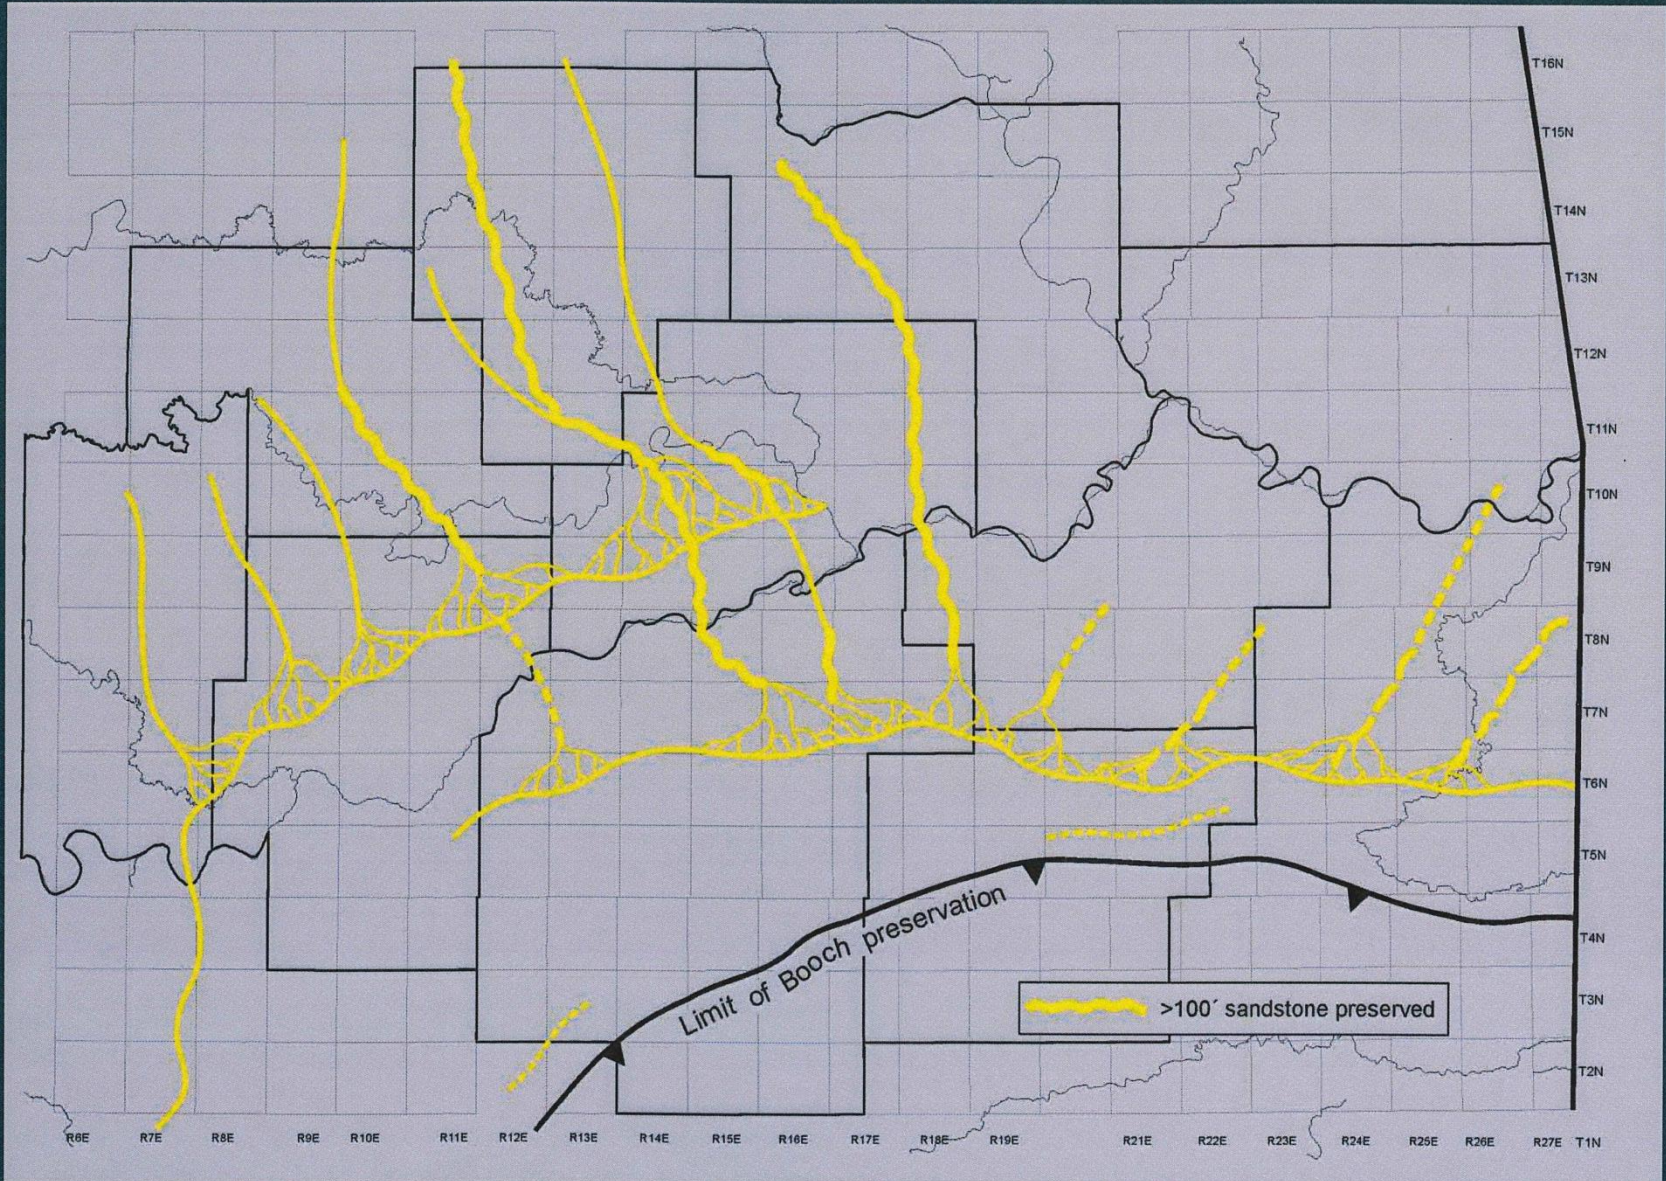 T16N
T15N
T14N
T13N
T12N
T11N
T10N
T9N
T8N
T7N
T6N
T5N
Limit of Booch preservation
T4N
>100´ sandstone preserved
T3N
T2N
R6E R7E R8E R9E R10E R11E R12E R13E R14E R15E R16E R17E R18E R19E R21E R22E R23E R24E R25E R26E R27E T1N